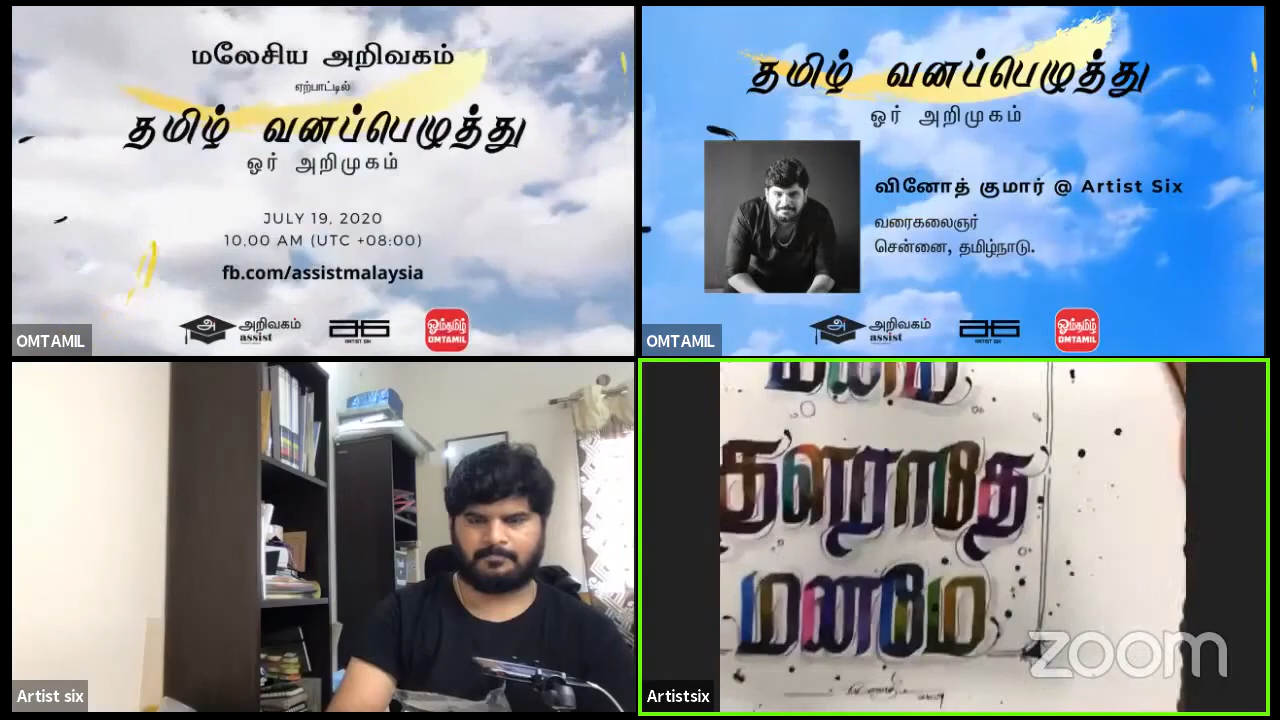 மலேசிய அறிவகம்
ஏற்பாட்டில்
தமிழ் வனப்பெழுத்து
ஓர் அறிமுகம்
JULY 19, 2020
10.00 AM (UTC +08:00)
fb.com/assistmalaysia
அ அறிவகம்
assist
ARTIST SIX
ஓம்தமிழ்
OMTAMIL
OMTAMIL
தமிழ் வனப்பெழுத்து
ஓர் அறிமுகம்
வினோத் குமார் @ Artist Six
வரைகலைஞர்
சென்னை, தமிழ்நாடு.
அ அறிவகம்
assist
ARTIST SIX
ஓம்தமிழ்
OMTAMIL
OMTAMIL
Artist six
தளராதே
மனமே
zoom
Artistsix